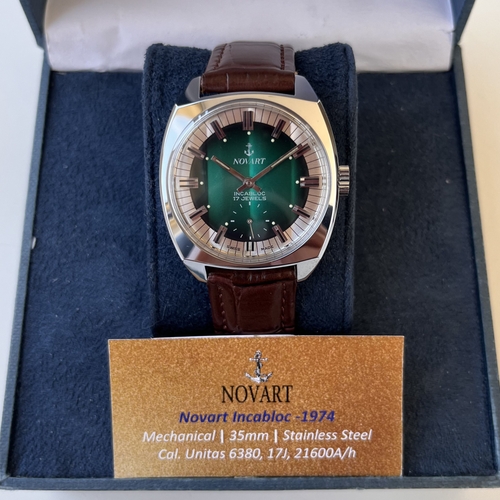 NOVART
INCABLOC
17 JEWELS
NOVART
Novart Incabloc -1974
Mechanical | 35mm | Stainless Steel
Cal. Unitas 6380, 17J, 21600A/h